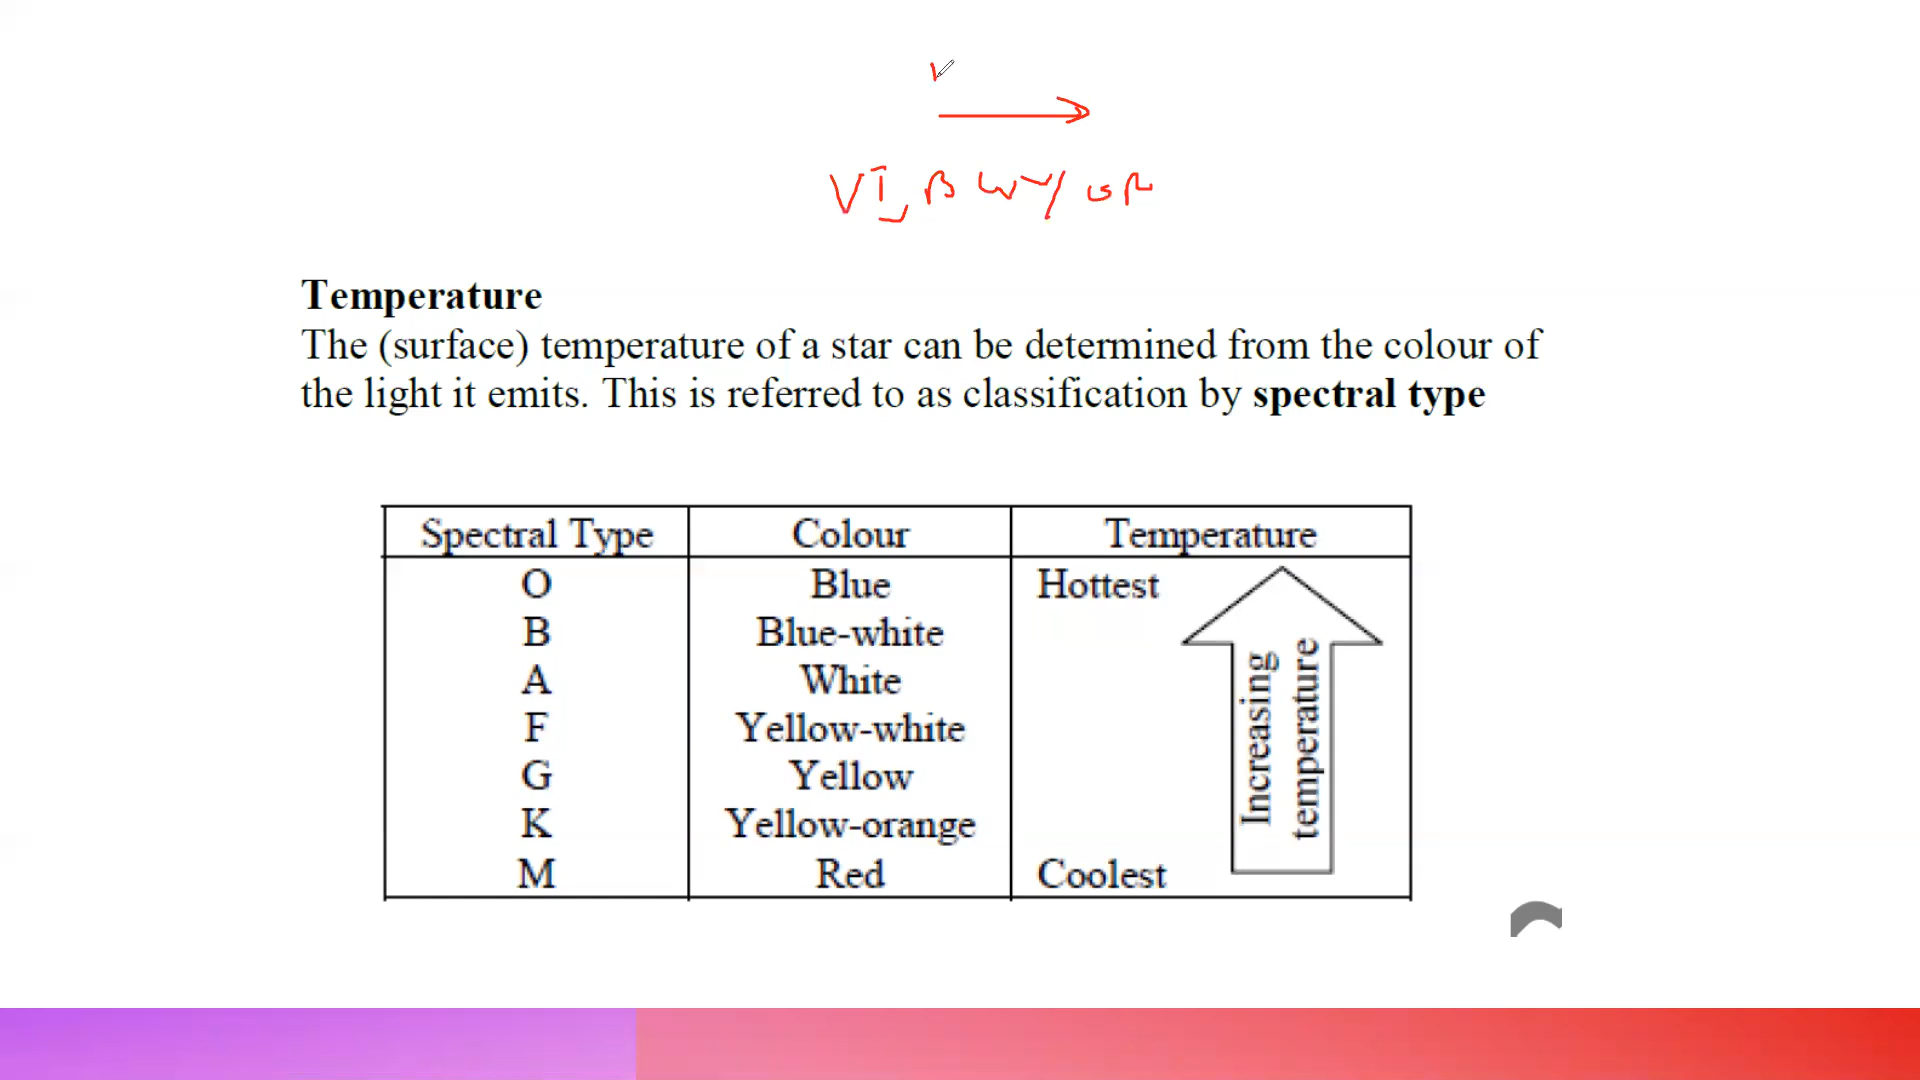 VI B W Y O R
Temperature
The (surface) temperature of a star can be determined from the colour of
the light it emits. This is referred to as classification by spectral type
Spectral Type Colour Temperature
O Blue Hottest
B Blue-white
A White
F Yellow-white
G Yellow
K Yellow-orange
M Red Coolest
Increasing
temperature